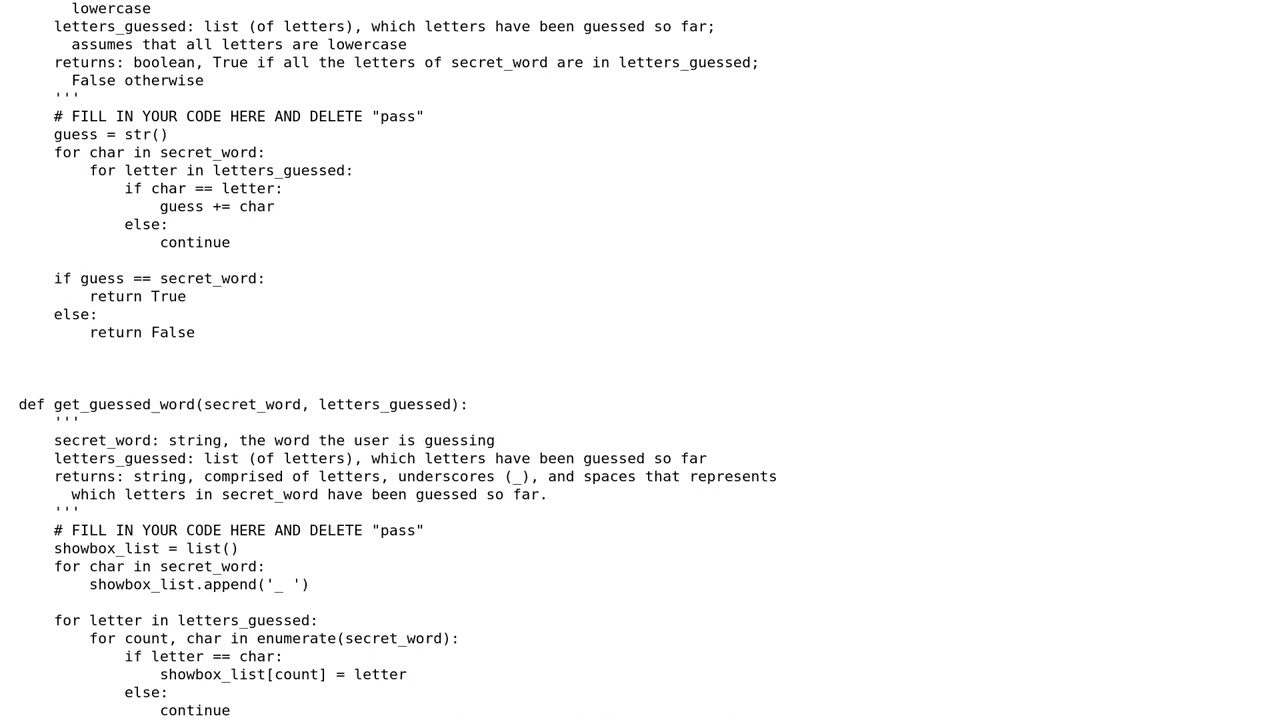 lowercase
    letters_guessed: list (of letters), which letters have been guessed so far;
      assumes that all letters are lowercase
    returns: boolean, True if all the letters of secret_word are in letters_guessed;
      False otherwise
    '''
    # FILL IN YOUR CODE HERE AND DELETE "pass"
    guess = str()
    for char in secret_word:
        for letter in letters_guessed:
            if char == letter:
                guess += char
            else:
                continue

    if guess == secret_word:
        return True
    else:
        return False



def get_guessed_word(secret_word, letters_guessed):
    '''
    secret_word: string, the word the user is guessing
    letters_guessed: list (of letters), which letters have been guessed so far
    returns: string, comprised of letters, underscores (_), and spaces that represents
      which letters in secret_word have been guessed so far.
    '''
    # FILL IN YOUR CODE HERE AND DELETE "pass"
    showbox_list = list()
    for char in secret_word:
        showbox_list.append('_ ')

    for letter in letters_guessed:
        for count, char in enumerate(secret_word):
            if letter == char:
                showbox_list[count] = letter
            else:
                continue